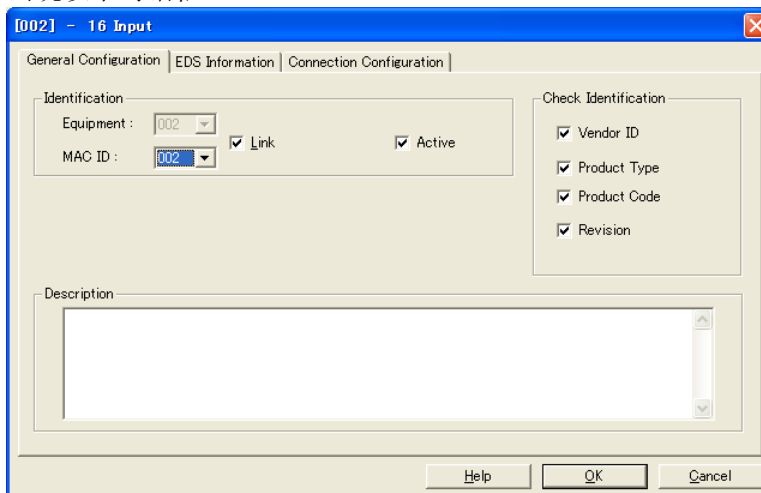 [002] - 16 Input
General Configuration
EDS Information
Connection Configuration
Identification
Equipment :
002
Link
Active
MAC ID :
002
Check Identification
Vendor ID
Product Type
Product Code
Revision
Description
Help
OK
Cancel